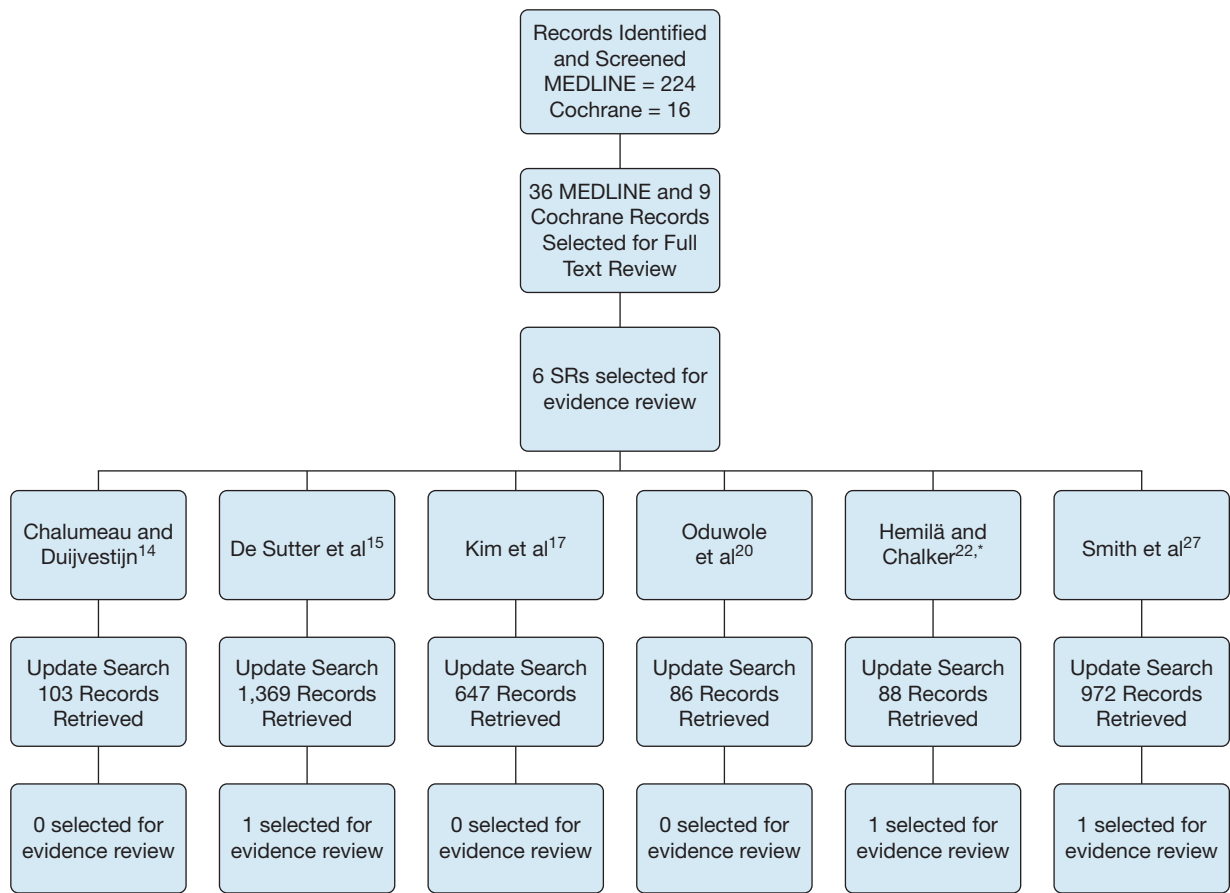 Records Identified
and Screened
MEDLINE = 224
Cochrane = 16
36 MEDLINE and 9
Cochrane Records
Selected for Full
Text Review
6 SRs selected for
evidence review
Chalumeau and
Duijvestijn14
De Sutter et al15
Kim et al17
Oduwole
et al20
Hemilä and
Chalker22,*
Smith et al27
Update Search
103 Records
Retrieved
Update Search
1,369 Records
Retrieved
Update Search
647 Records
Retrieved
Update Search
86 Records
Retrieved
Update Search
88 Records
Retrieved
Update Search
972 Records
Retrieved
0 selected for
evidence review
1 selected for
evidence review
0 selected for
evidence review
0 selected for
evidence review
1 selected for
evidence review
1 selected for
evidence review